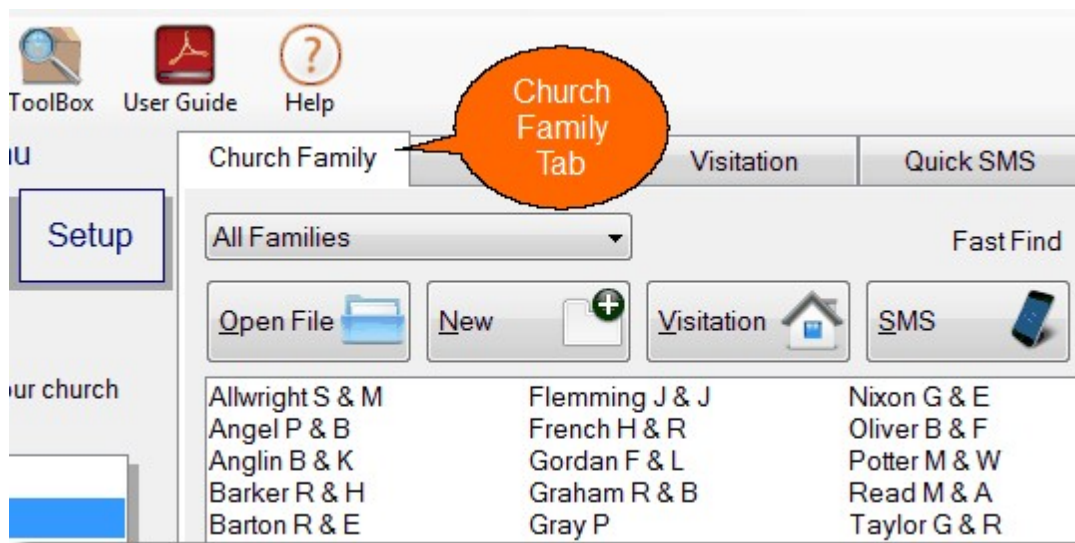 ToolBox
User Guide
Help
Church
Family
Tab
Church Family
Visitation
Quick SMS
Setup
All Families
Fast Find
Open File
New
Visitation
SMS
ur church
Allwright S & M
Flemming J & J
Nixon G & E
Angel P & B
French H & R
Oliver B & F
Anglin B & K
Gordan F & L
Potter M & W
Barker R & H
Graham R & B
Read M & A
Barton R & E
Gray P
Taylor G & R